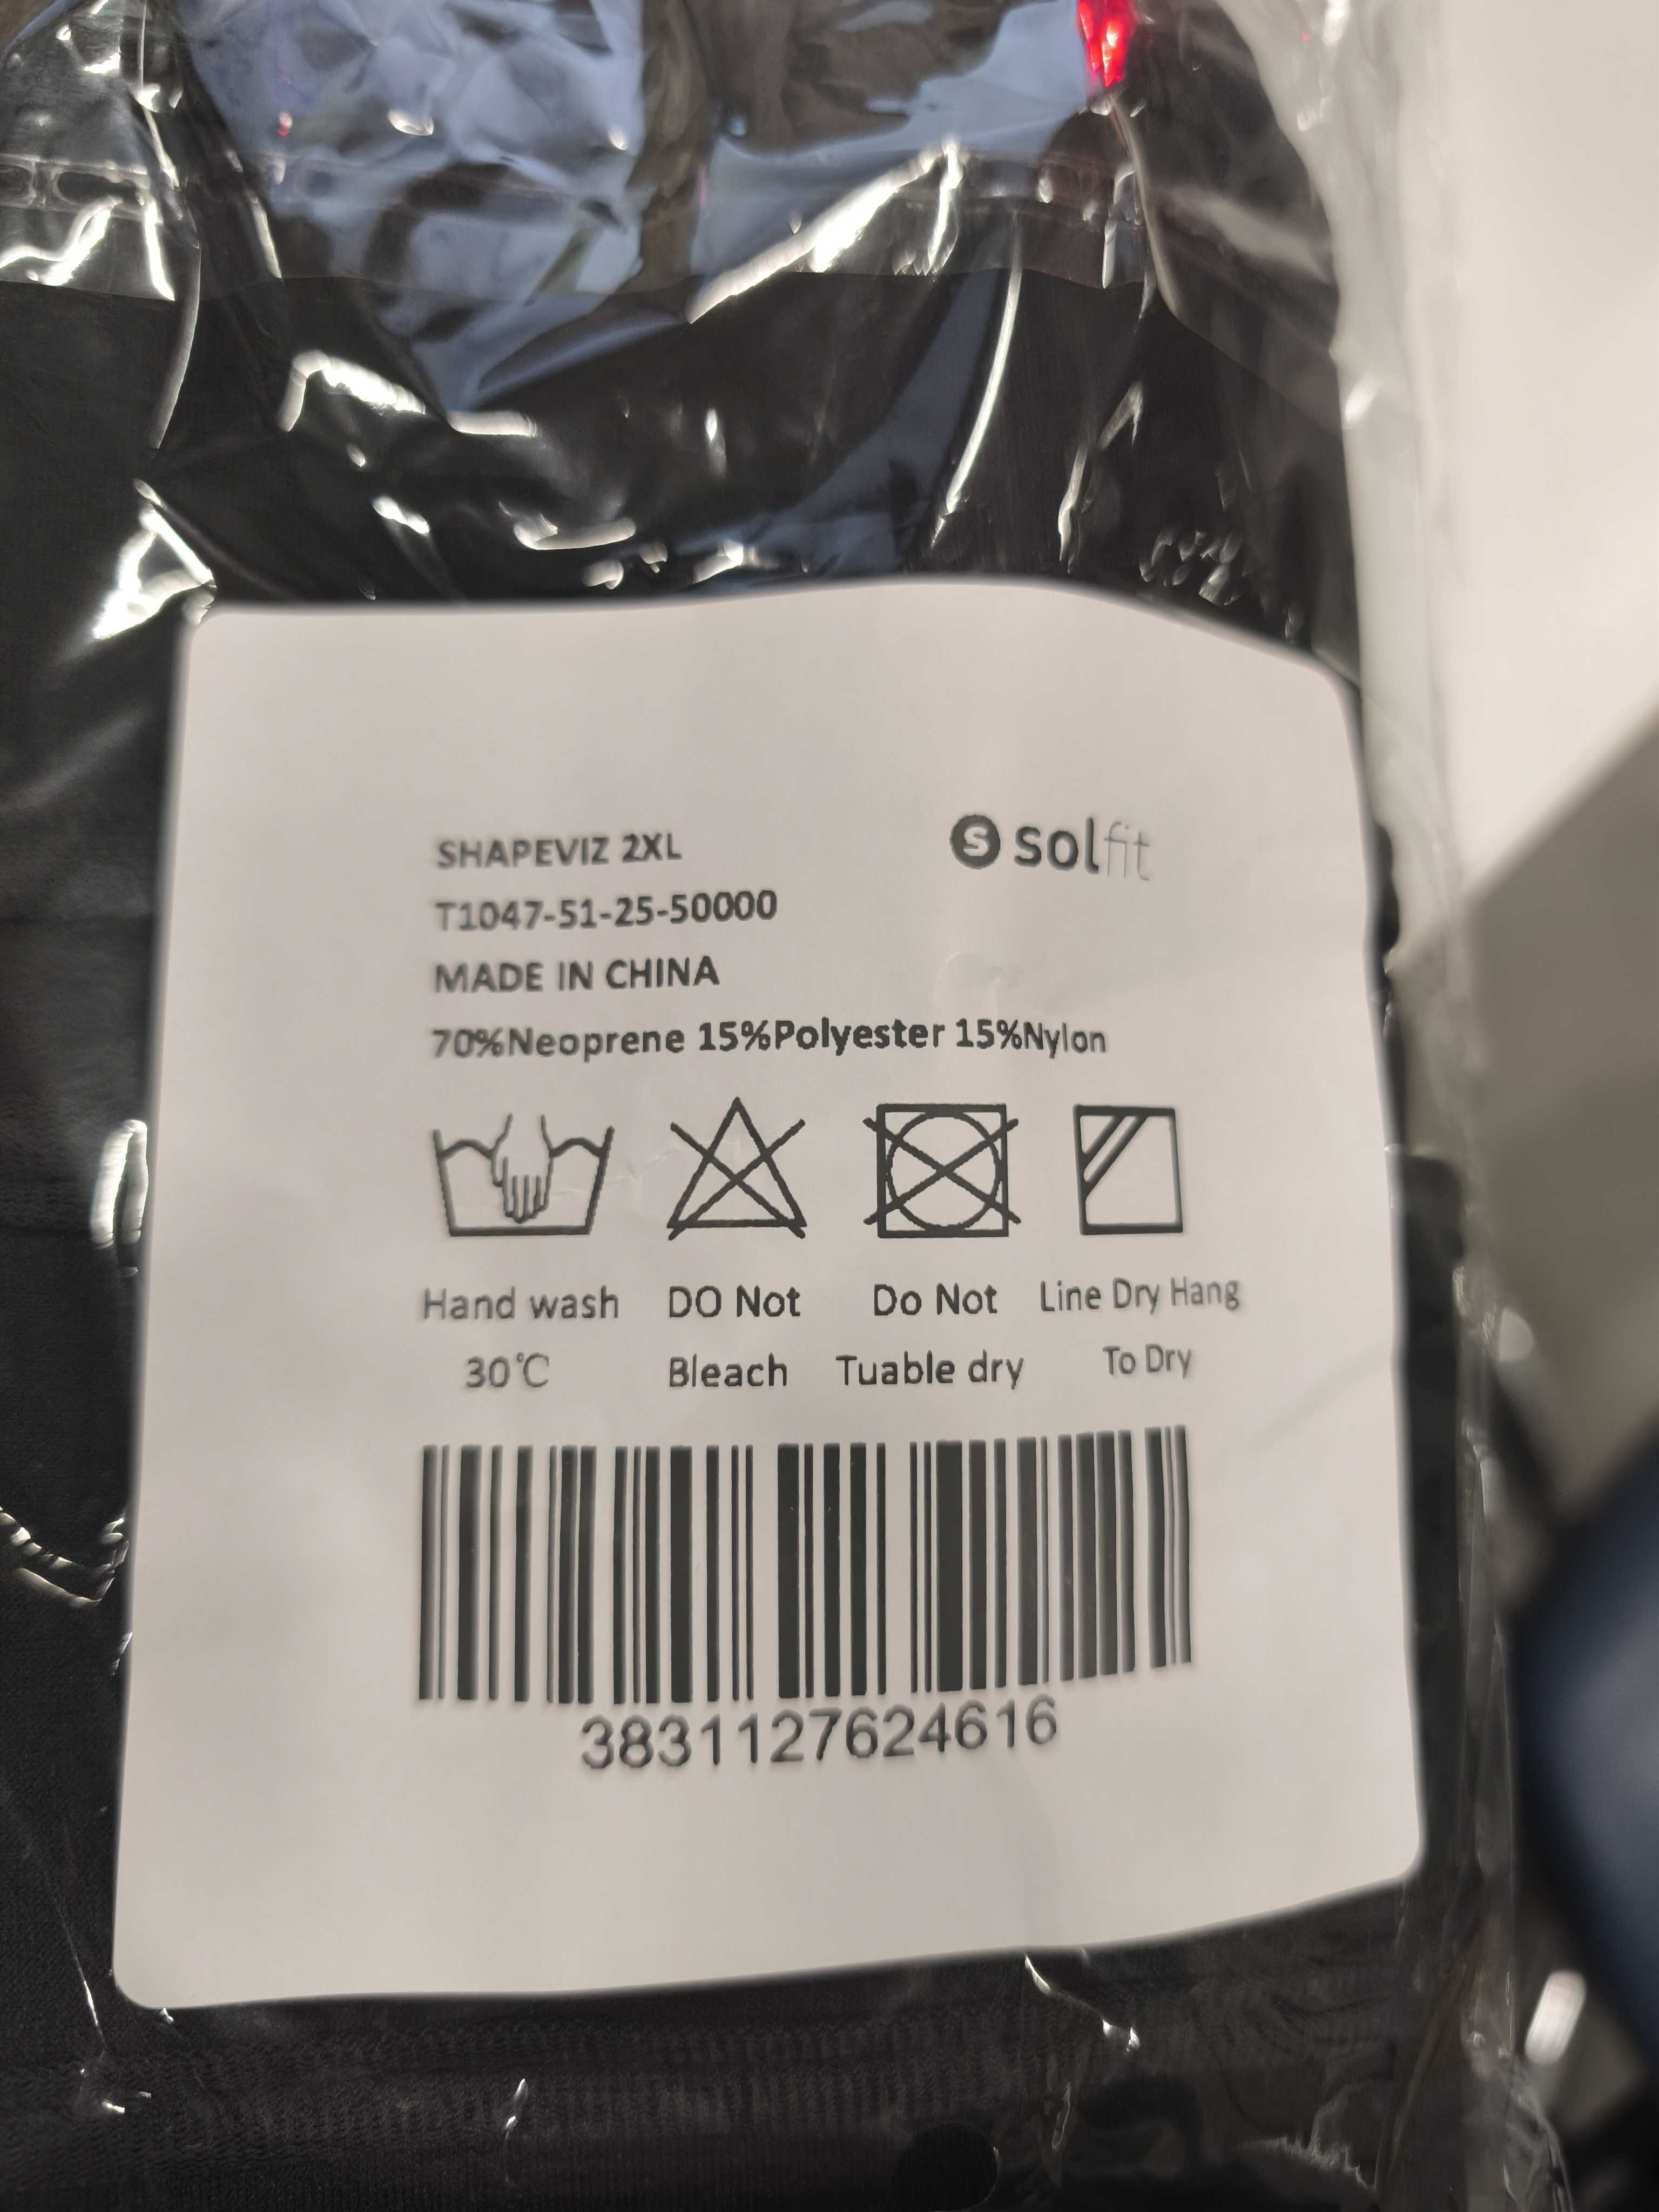 SHAPEVIZ 2XL
S solfit
T1047-51-25-50000
MADE IN CHINA
70%Neoprene 15%Polyester 15%Nylon
Hand wash 30℃
DO Not Bleach
Do Not Tuable dry
Line Dry Hang To Dry
3831127624616